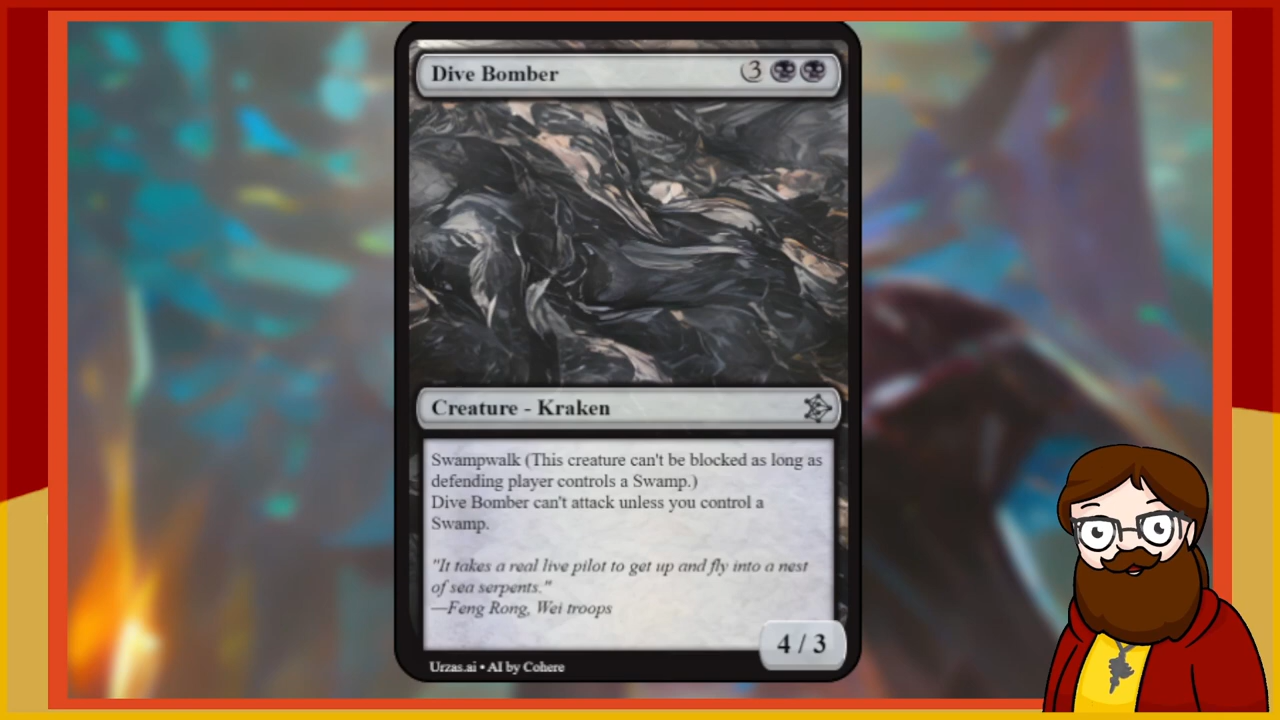 Dive Bomber 3
Creature - Kraken
Swampwalk (This creature can't be blocked as long as
defending player controls a Swamp.)
Dive Bomber can't attack unless you control a
Swamp.
"It takes a real live pilot to get up and fly into a nest
of sea serpents."
—Feng Rong, Wei troops
4 / 3
Urzas.ai • AI by Cohere